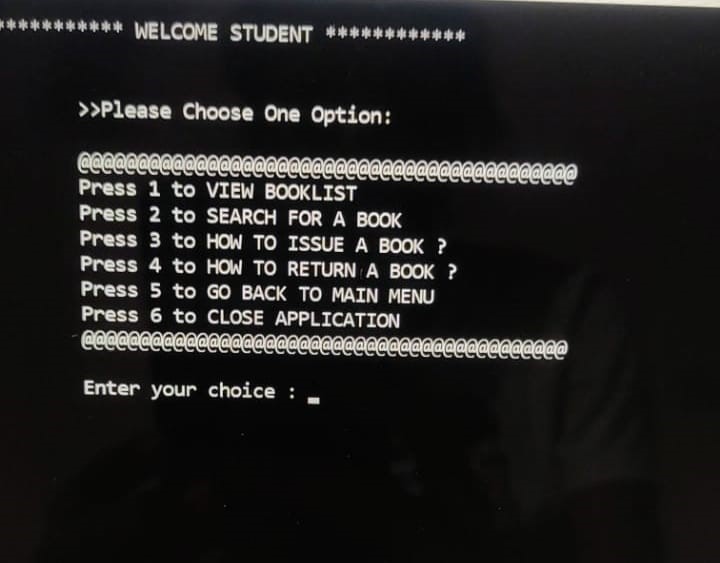 *********** WELCOME STUDENT ************
>>Please Choose One Option:
@@@@@@@@@@@@@@@@@@@@@@@@@@@@@@@@@@@@@@@@@@@
Press 1 to VIEW BOOKLIST
Press 2 to SEARCH FOR A BOOK
Press 3 to HOW TO ISSUE A BOOK ?
Press 4 to HOW TO RETURN A BOOK ?
Press 5 to GO BACK TO MAIN MENU
Press 6 to CLOSE APPLICATION
@@@@@@@@@@@@@@@@@@@@@@@@@@@@@@@@@@@@@@@@@@
Enter your choice : _